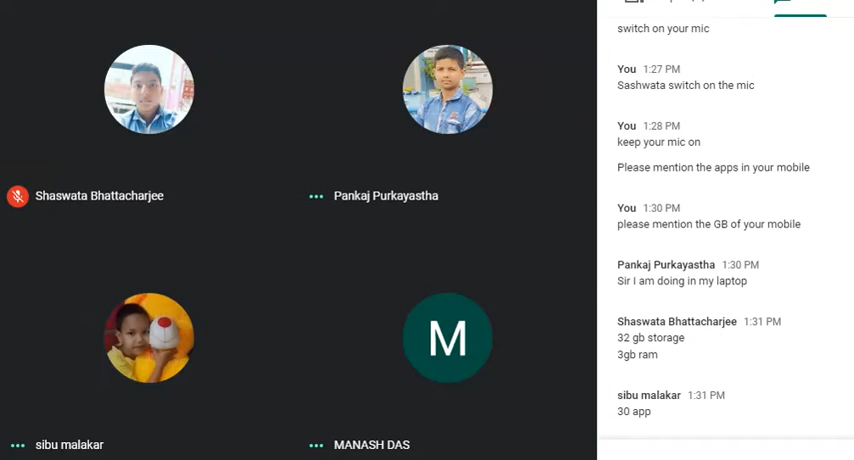 switch on your mic
You 1:27 PM
Sashwata switch on the mic
You 1:28 PM
keep your mic on
Please mention the apps in your mobile
You 1:30 PM
please mention the GB of your mobile
Pankaj Purkayastha 1:30 PM
Sir I am doing in my laptop
Shaswata Bhattacharjee 1:31 PM
32 gb storage
3gb ram
sibu malakar 1:31 PM
30 app
Shaswata Bhattacharjee
Pankaj Purkayastha
M
sibu malakar
MANASH DAS